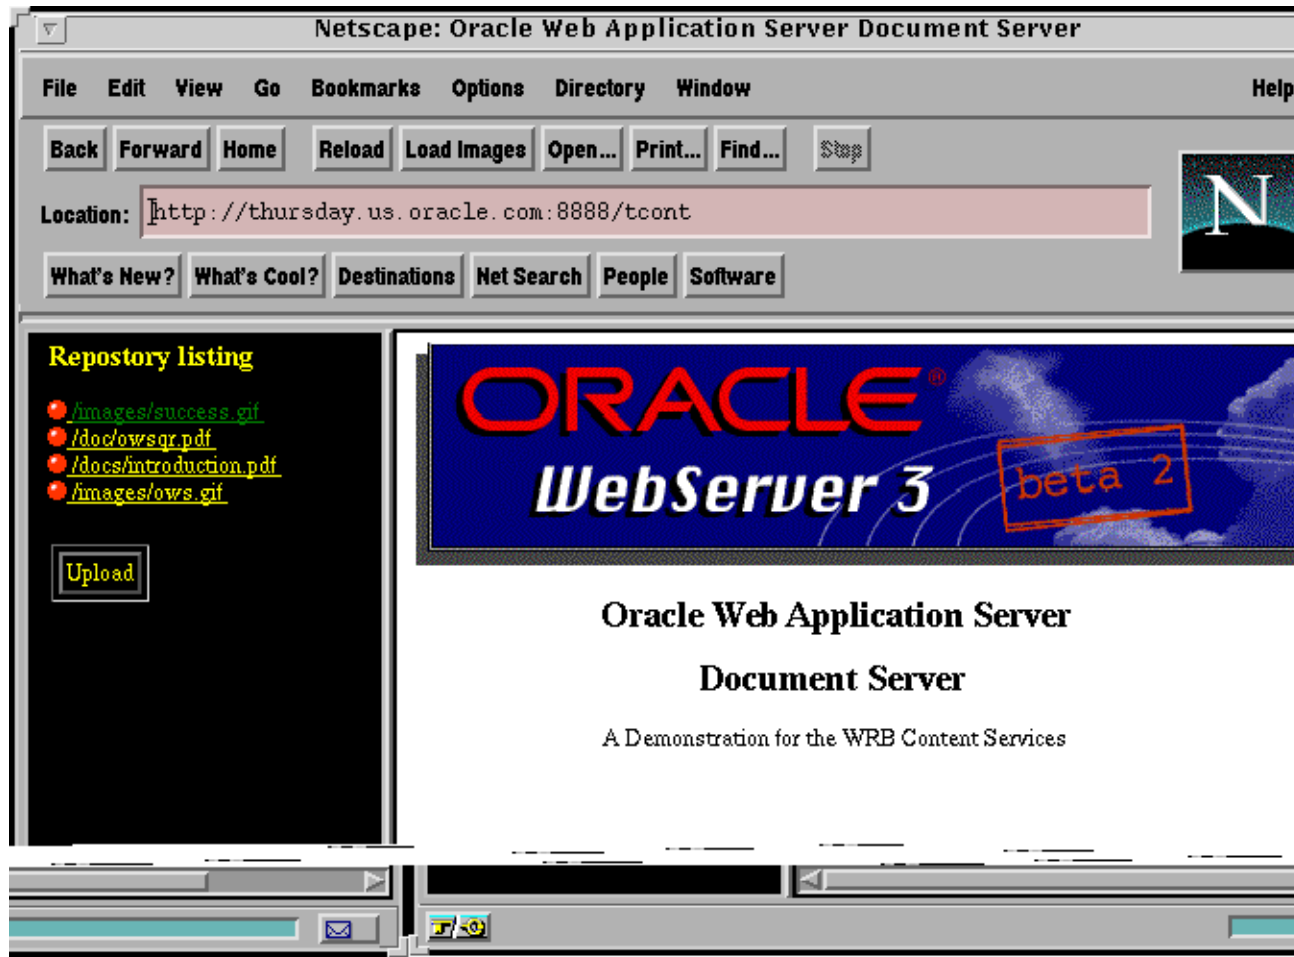 Netscape: Oracle Web Application Server Document Server
File Edit View Go Bookmarks Options Directory Window Help
Back Forward Home Reload Load Images Open... Print... Find... Stop
Location: http://thursday.us.oracle.com:8888/tcont
N
What's New? What's Cool? Destinations Net Search People Software
Repostory listing
/images/success.gif
/doc/owsqr.pdf
/docs/introduction.pdf
/images/ows.gif
Upload
ORACLE®
WebServer 3
beta 2
Oracle Web Application Server
Document Server
A Demonstration for the WRB Content Services